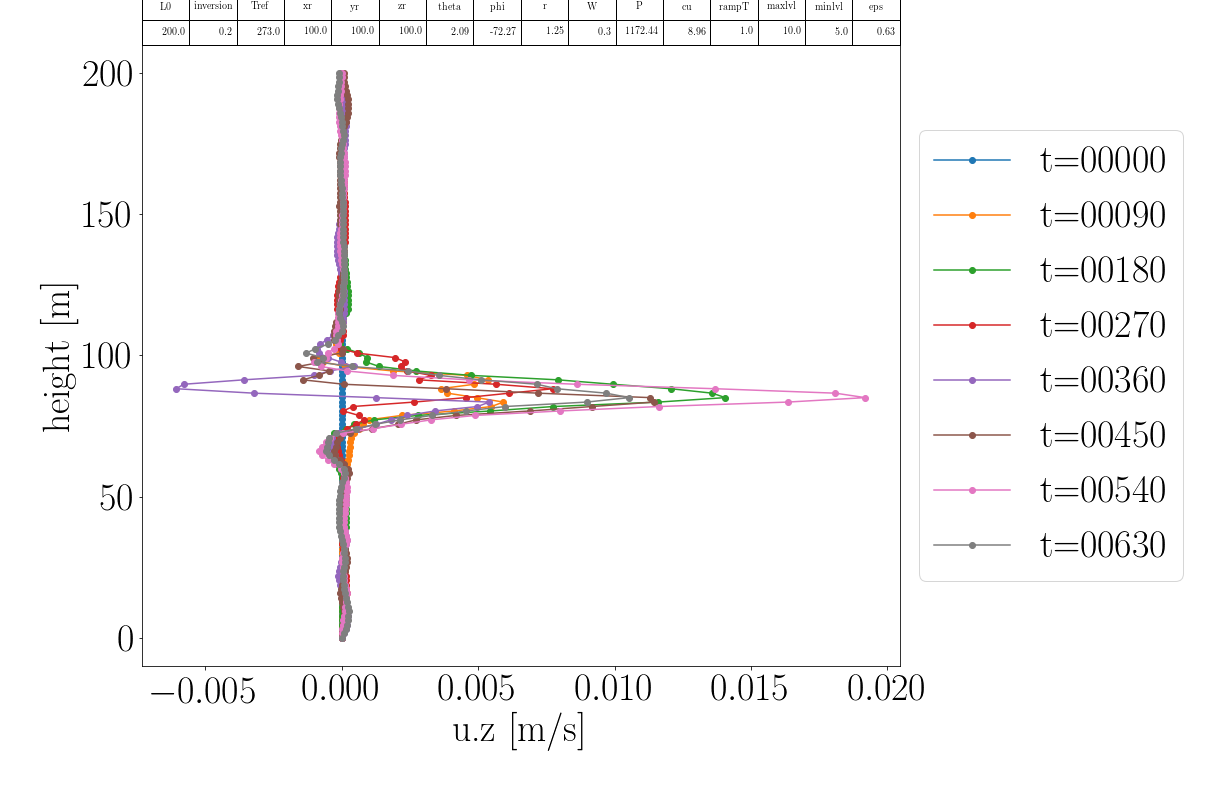 L0 inversion Tref xr yr zr theta phi r W P cu rampT maxlvl minlvl eps
200.0 0.2 273.0 100.0 100.0 100.0 2.09 -72.27 1.25 0.3 1172.44 8.96 1.0 10.0 5.0 0.63
200
150
100
50
0
height [m]
−0.005 0.000 0.005 0.010 0.015 0.020
u.z [m/s]
t=00000
t=00090
t=00180
t=00270
t=00360
t=00450
t=00540
t=00630